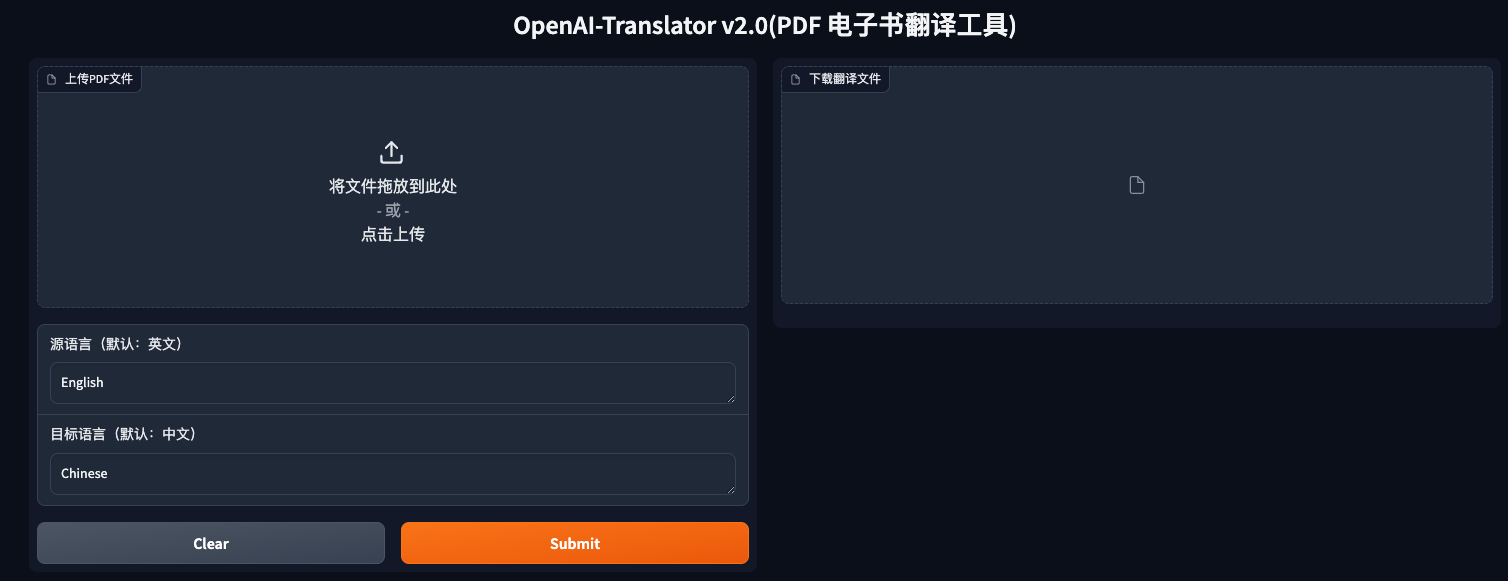 OpenAI-Translator v2.0(PDF 电子书翻译工具)
上传PDF文件
将文件拖放到此处
- 或 -
点击上传
源语言（默认：英文）
English
目标语言（默认：中文）
Chinese
Clear
Submit
下载翻译文件